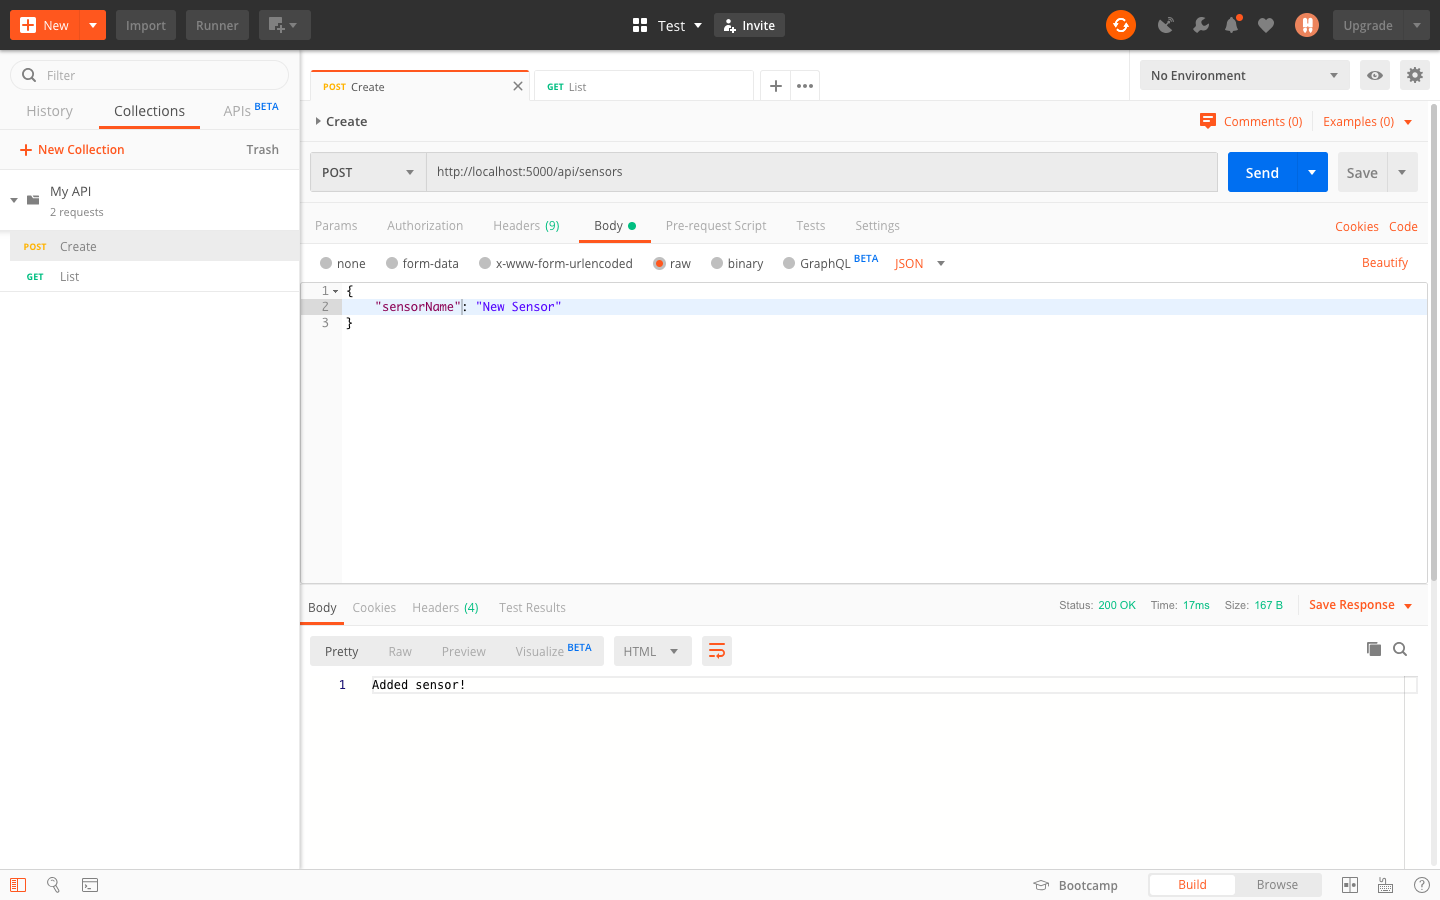 New Import Runner Test Invite Upgrade
Filter
History Collections APIs BETA
New Collection Trash
My API
2 requests
POST Create
GET List
POST Create GET List
No Environment
Create Comments (0) Examples (0)
POST http://localhost:5000/api/sensors Send Save
Params Authorization Headers (9) Body Pre-request Script Tests Settings Cookies Code
none form-data x-www-form-urlencoded raw binary GraphQL BETA JSON Beautify
1 {
2 "sensorName": "New Sensor"
3 }
Body Cookies Headers (4) Test Results Status: 200 OK Time: 17ms Size: 167 B Save Response
Pretty Raw Preview Visualize BETA HTML
1 Added sensor!
Bootcamp Build Browse